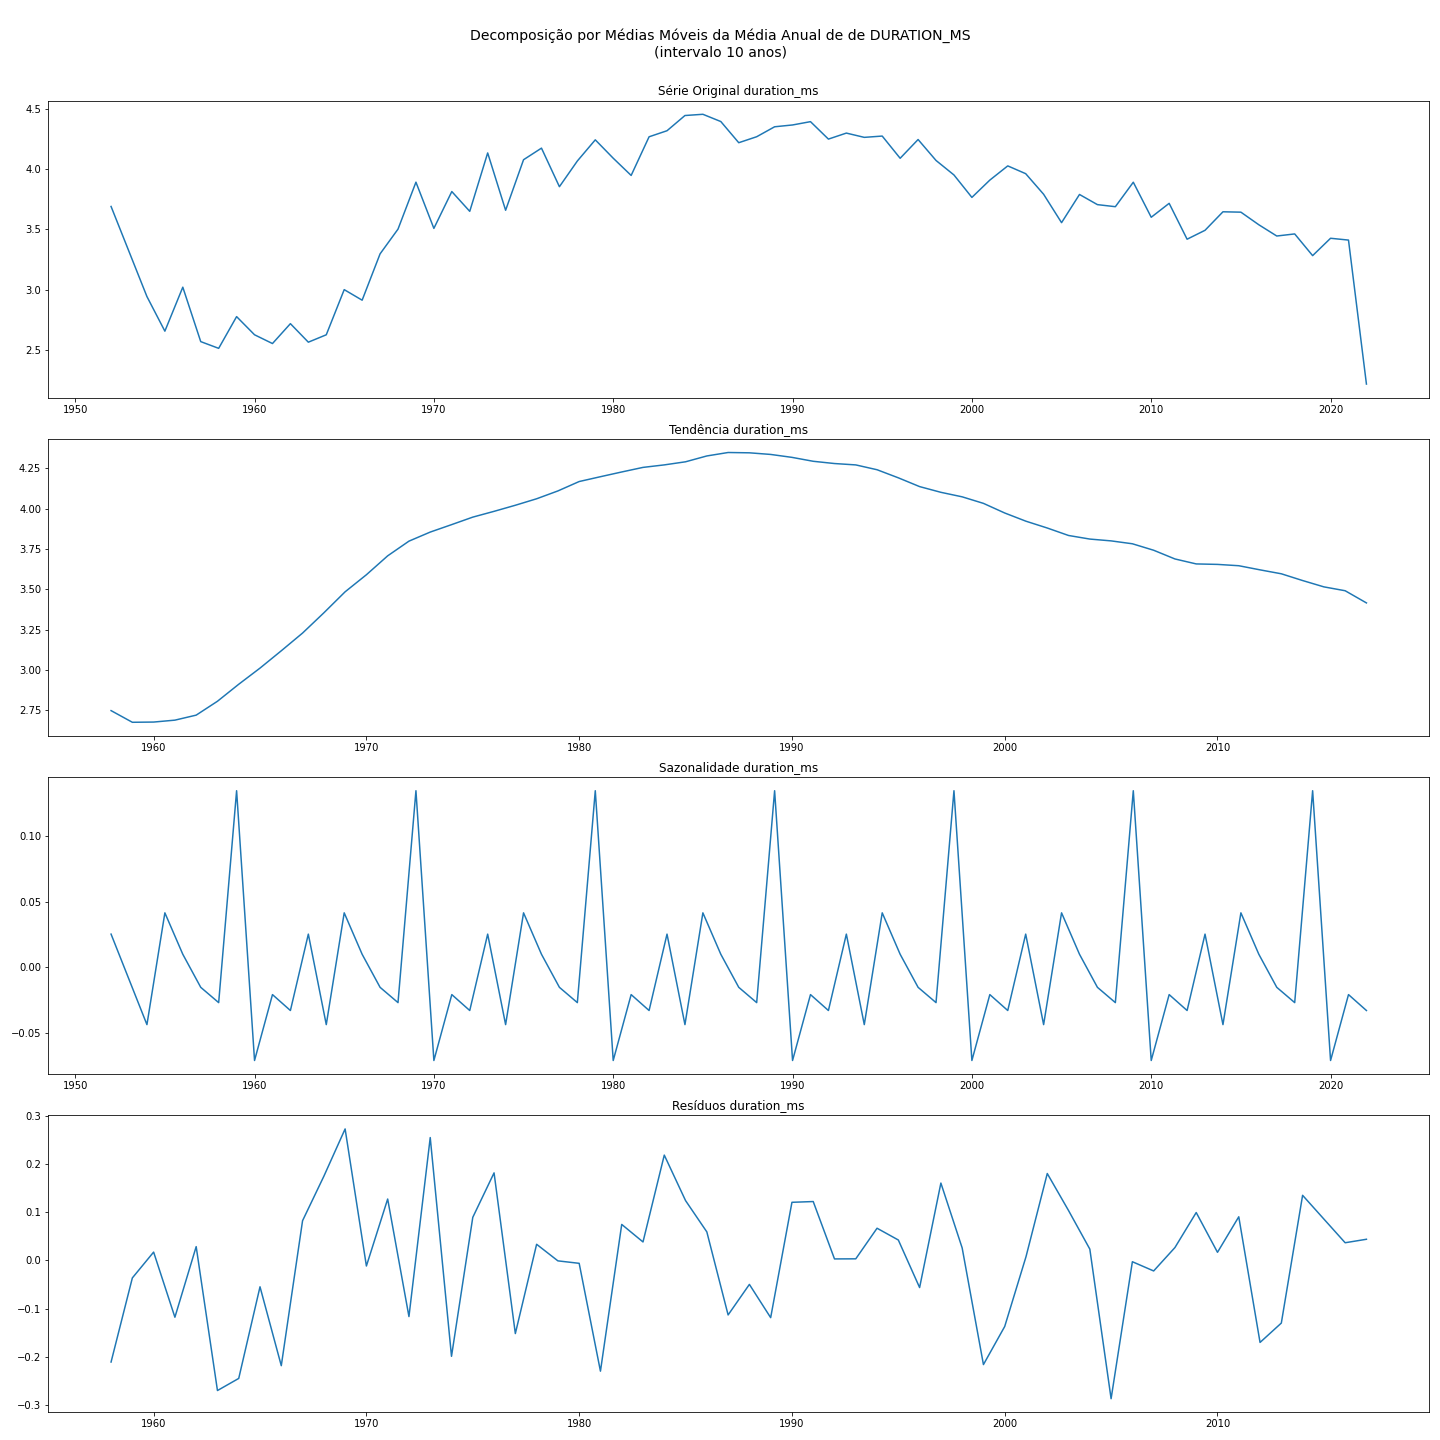 Decomposição por Médias Móveis da Média Anual de de DURATION_MS
(intervalo 10 anos)
Série Original duration_ms
4.5
4.0
3.5
3.0
2.5
1950 1960 1970 1980 1990 2000 2010 2020
Tendência duration_ms
4.25
4.00
3.75
3.50
3.25
3.00
2.75
1960 1970 1980 1990 2000 2010
Sazonalidade duration_ms
0.10
0.05
0.00
−0.05
1950 1960 1970 1980 1990 2000 2010 2020
Resíduos duration_ms
0.3
0.2
0.1
0.0
−0.1
−0.2
−0.3
1960 1970 1980 1990 2000 2010